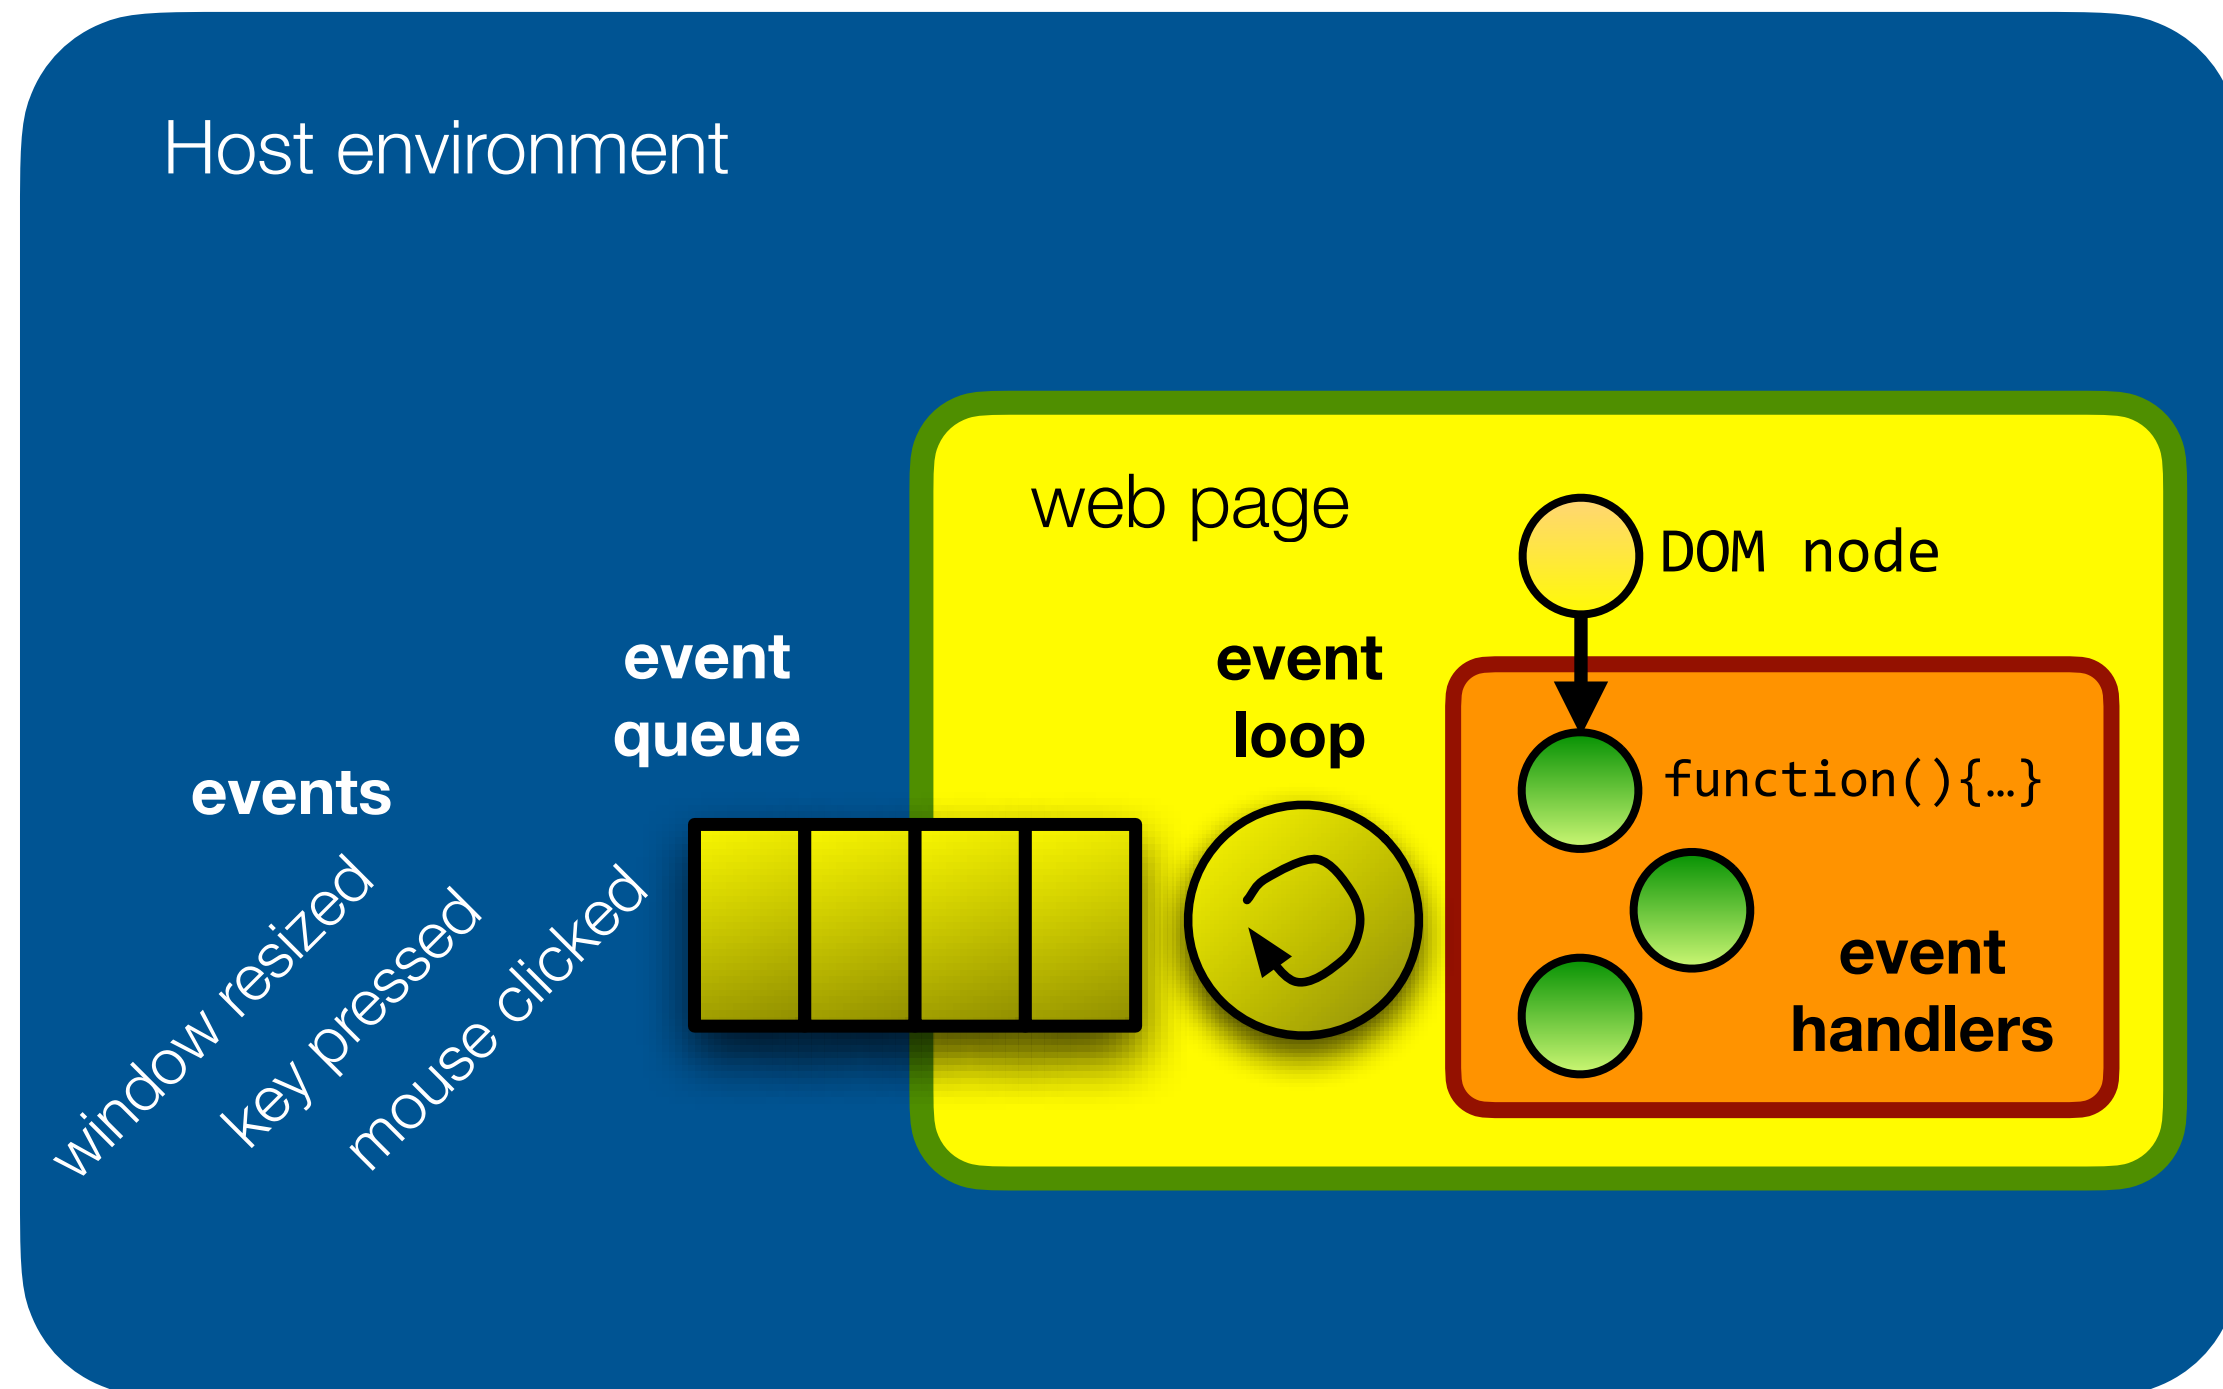 Host environment
web page
DOM node
event
queue
event
loop
events
function(){…}
window resized
key pressed
mouse clicked
event
handlers